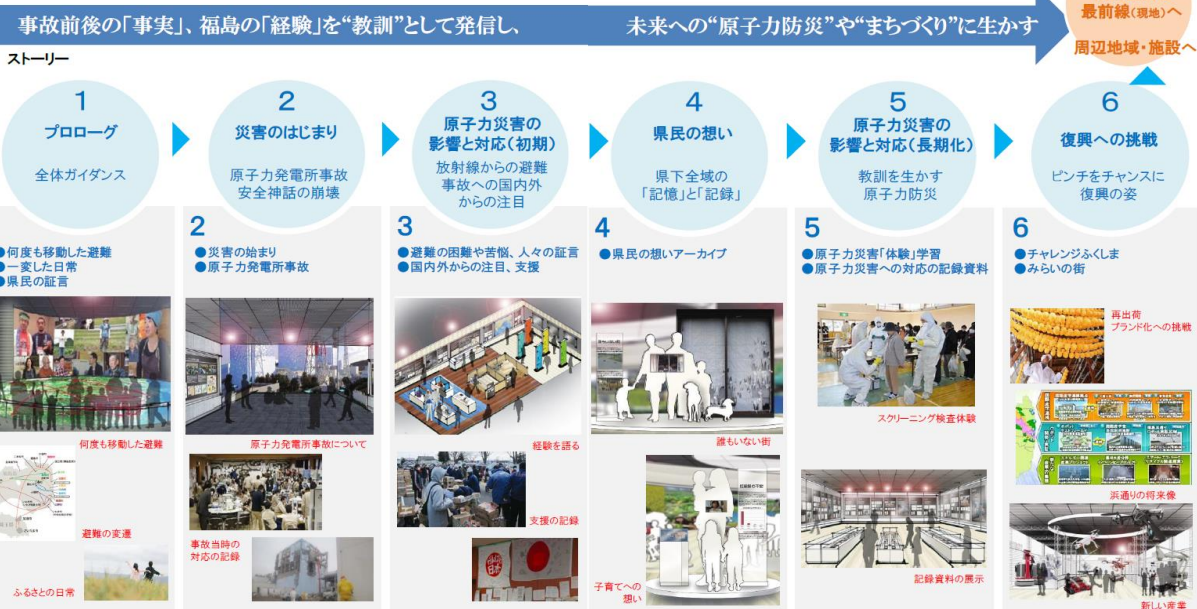 事故前後の「事実」、福島の「経験」を“教訓”として発信し、
未来への“原子力防災”や“まちづくり”に生かす
最前線(現地)へ
周辺地域・施設へ
ストーリー
1
プロローグ
全体ガイダンス
2
災害のはじまり
原子力発電所事故
安全神話の崩壊
3
原子力災害の
影響と対応(初期)
放射線からの避難
事故への国内外
からの注目
4
県民の想い
県下全域の
「記憶」と「記録」
5
原子力災害の
影響と対応(長期化)
教訓を生かす
原子力防災
6
復興への挑戦
ピンチをチャンスに
復興の姿
●何度も移動した避難
●一変した日常
●県民の証言
何度も移動した避難
避難の変遷
ふるさとの日常
2
●災害の始まり
●原子力発電所事故
原子力発電所事故について
事故当時の
対応の記録
3
●避難の困難や苦悩、人々の証言
●国内外からの注目、支援
経験を語る
支援の記録
4
●県民の想いアーカイブ
誰もいない街
子育てへの
想い
5
●原子力災害「体験」学習
●原子力災害への対応の記録資料
スクリーニング検査体験
記録資料の展示
6
●チャレンジふくしま
●みらいの街
再出荷
ブランド化への挑戦
浜通りの将来像
新しい産業